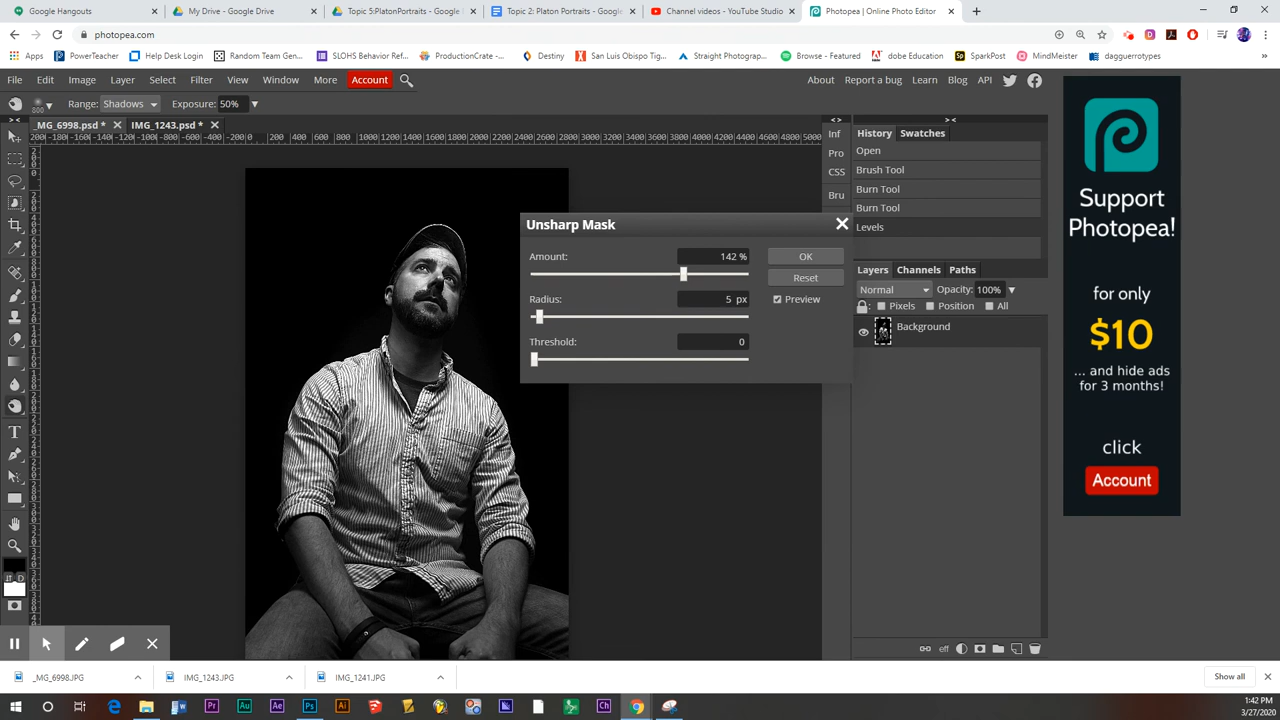 Google Hangouts
My Drive - Google Drive
Topic 5:PlatonPortraits - Google
Topic 2: Platon Portraits - Google
Channel videos - YouTube Studio
Photopea | Online Photo Editor
photopea.com
Apps
PowerTeacher
Help Desk Login
Random Team Gen...
SLOHS Behavior Ref...
ProductionCrate - C...
Destiny
San Luis Obispo Tig...
Straight Photograp...
Browse - Featured
adobe Education
SparkPost
MindMeister
dagguerrotypes
File Edit Image Layer Select Filter View Window More Account
About Report a bug Learn Blog API
800
Range: Shadows Exposure: 50%
_MG_6998.psd *
IMG_1243.psd *
Inf
Pro
CSS
Bru
History Swatches
Open
Brush Tool
Burn Tool
Burn Tool
Levels
Layers Channels Paths
Normal Opacity: 100%
Pixels Position All
Background
eff
Unsharp Mask
Amount: 142 % OK
Reset
Radius: 5 px Preview
Threshold: 0
Support
Photopea!
for only
$10
... and hide ads
for 3 months!
click
Account
_MG_6998.JPG
IMG_1243.JPG
IMG_1241.JPG
Show all
1:42 PM
3/27/2020